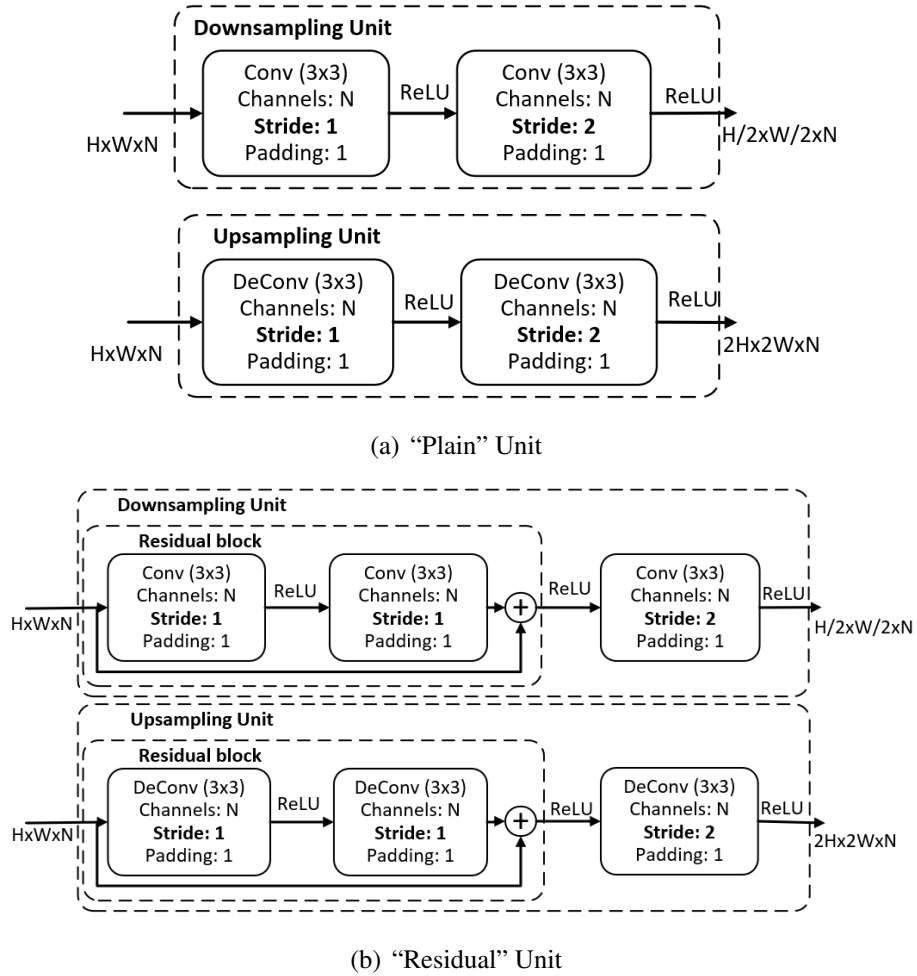 Downsampling Unit
Conv (3x3)
Channels: N
Stride: 1
Padding: 1
ReLU
Conv (3x3)
Channels: N
Stride: 2
Padding: 1
ReLU
HxWxN
H/2xW/2xN
Upsampling Unit
DeConv (3x3)
Channels: N
Stride: 1
Padding: 1
ReLU
DeConv (3x3)
Channels: N
Stride: 2
Padding: 1
ReLU
HxWxN
2Hx2WxN
(a) “Plain” Unit
Downsampling Unit
Residual block
Conv (3x3)
Channels: N
Stride: 1
Padding: 1
ReLU
Conv (3x3)
Channels: N
Stride: 1
Padding: 1
+
ReLU
Conv (3x3)
Channels: N
Stride: 2
Padding: 1
ReLU
HxWxN
H/2xW/2xN
Upsampling Unit
Residual block
DeConv (3x3)
Channels: N
Stride: 1
Padding: 1
ReLU
DeConv (3x3)
Channels: N
Stride: 1
Padding: 1
+
ReLU
DeConv (3x3)
Channels: N
Stride: 2
Padding: 1
ReLU
HxWxN
2Hx2WxN
(b) “Residual” Unit